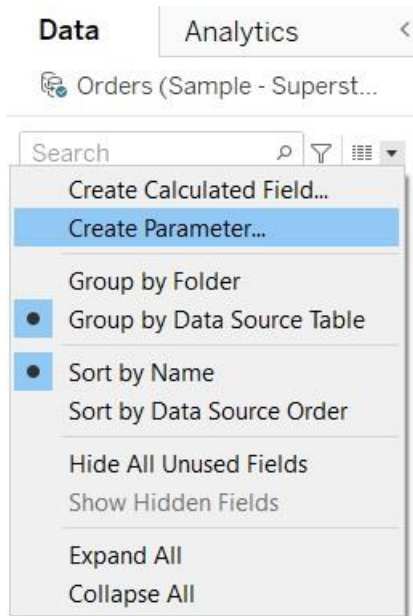 Data Analytics
Orders (Sample - Superst...
Search
Create Calculated Field...
Create Parameter...
Group by Folder
Group by Data Source Table
Sort by Name
Sort by Data Source Order
Hide All Unused Fields
Show Hidden Fields
Expand All
Collapse All